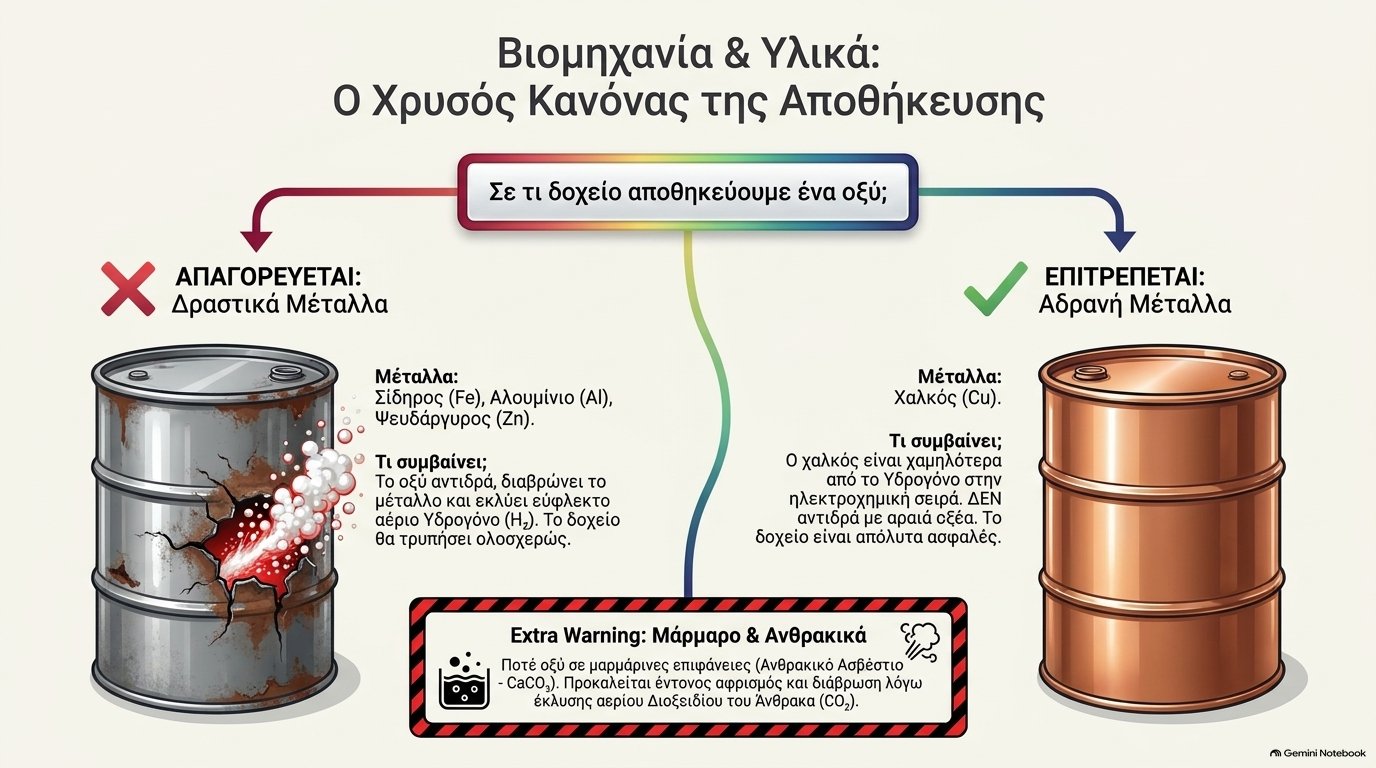 Βιομηχανία & Υλικά:
Ο Χρυσός Κανόνας της Αποθήκευσης
Σε τι δοχείο αποθηκεύουμε ένα οξύ;
ΑΠΑΓΟΡΕΥΕΤΑΙ:
Δραστικά Μέταλλα
Μέταλλα:
Σίδηρος (Fe), Αλουμίνιο (Al),
Ψευδάργυρος (Zn).
Τι συμβαίνει;
Το οξύ αντιδρά, διαβρώνει το
μέταλλο και εκλύει εύφλεκτο
αέριο Υδρογόνο (H₂). Το δοχείο
θα τρυπήσει ολοσχερώς.
ΕΠΙΤΡΕΠΕΤΑΙ:
Αδρανή Μέταλλα
Μέταλλα:
Χαλκός (Cu).
Τι συμβαίνει;
Ο χαλκός είναι χαμηλότερα
από το Υδρογόνο στην
ηλεκτροχημική σειρά. ΔΕΝ
αντιδρά με αραιά οξέα. Το
δοχείο είναι απόλυτα ασφαλές.
Extra Warning: Μάρμαρο & Ανθρακικά
Ποτέ οξύ σε μαρμάρινες επιφάνειες (Ανθρακικό Ασβέστιο
- CaCO₃). Προκαλείται έντονος αφρισμός και διάβρωση λόγω
έκλυσης αερίου Διοξειδίου του Άνθρακα (CO₂).
Gemini Notebook